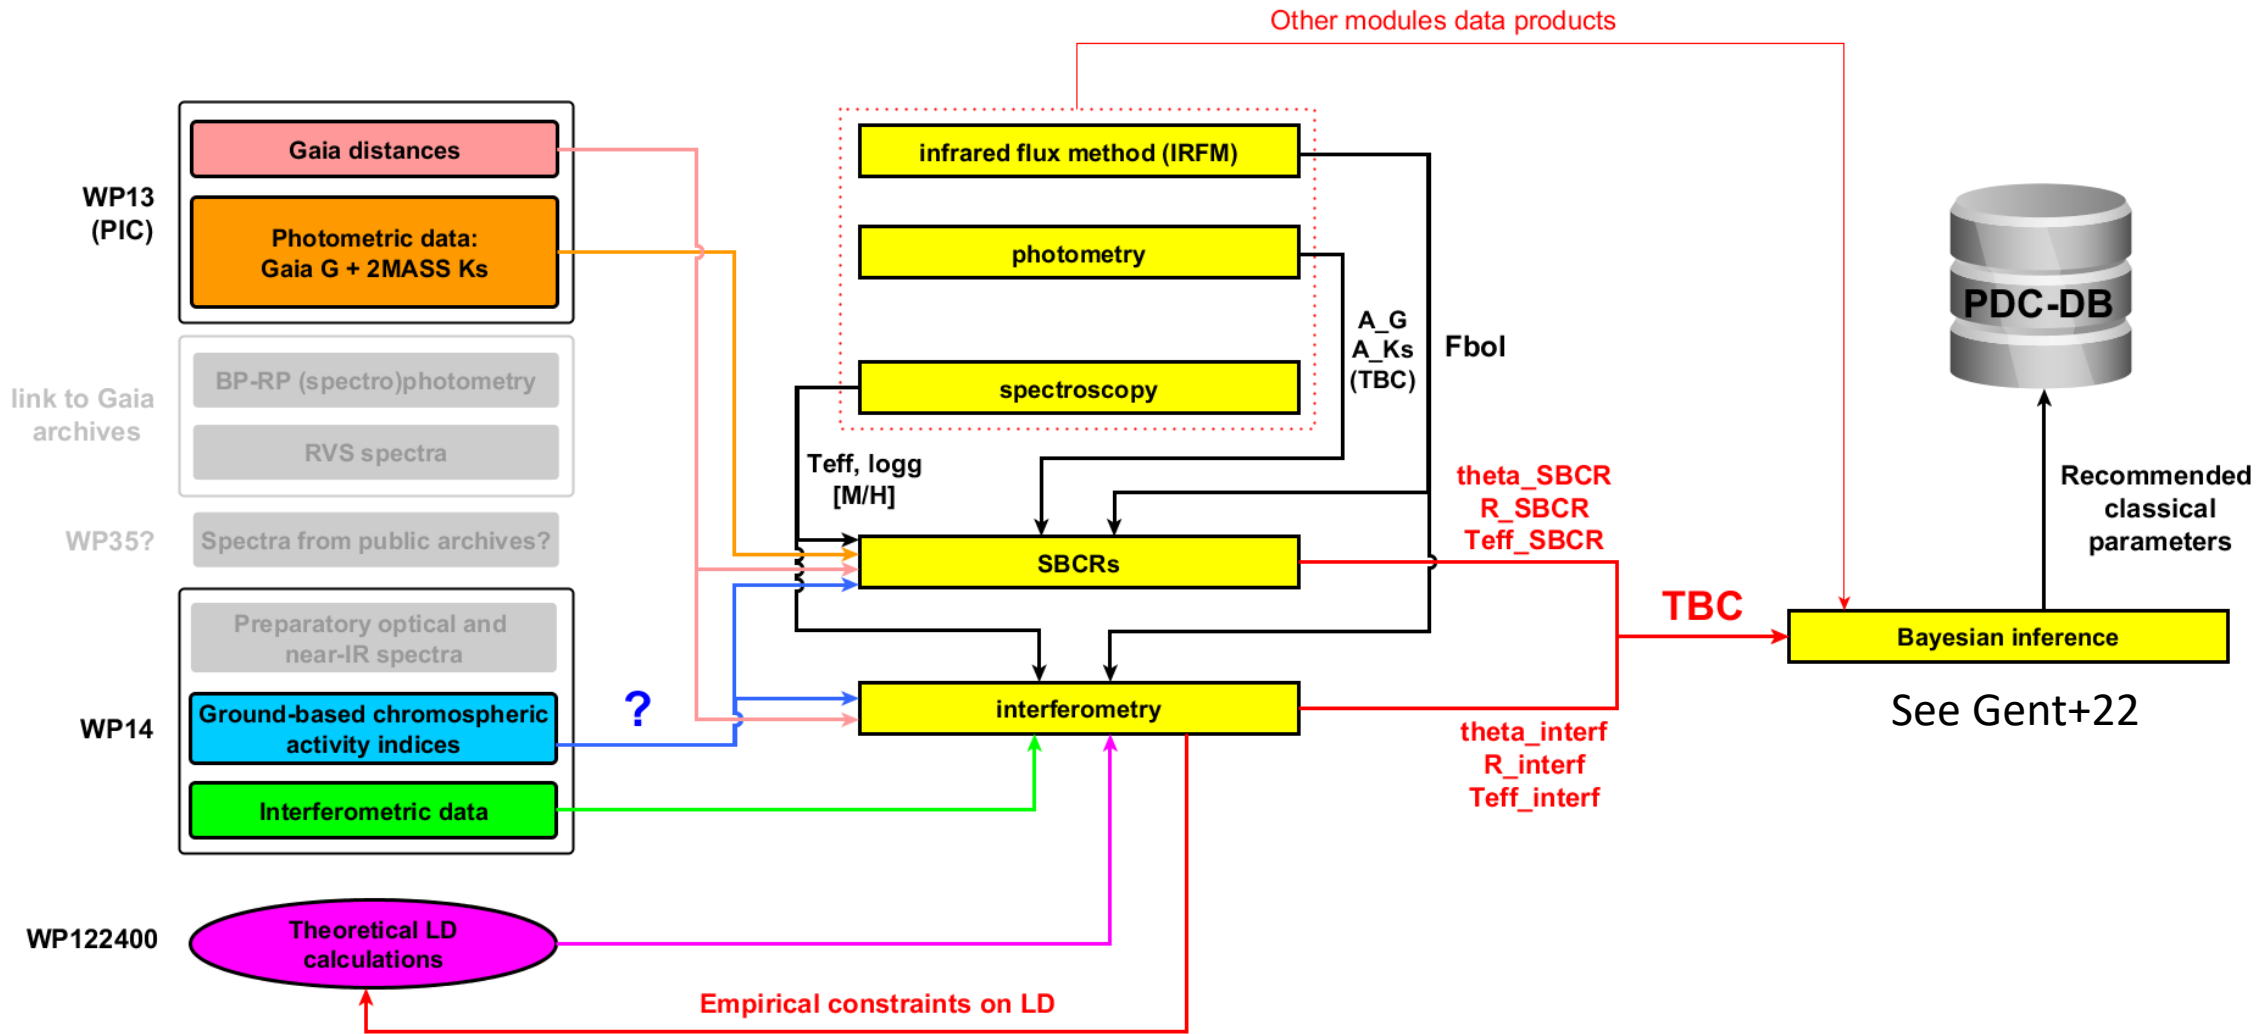 Other modules data products
WP13
(PIC)
Gaia distances
Photometric data:
Gaia G + 2MASS Ks
link to Gaia
archives
BP-RP (spectro)photometry
RVS spectra
WP35?
Spectra from public archives?
WP14
Preparatory optical and
near-IR spectra
Ground-based chromospheric
activity indices
Interferometric data
?
WP122400
Theoretical LD
calculations
Empirical constraints on LD
infrared flux method (IRFM)
photometry
spectroscopy
A_G
A_Ks
(TBC)
Fbol
Teff, logg
[M/H]
SBCRs
interferometry
theta_SBCR
R_SBCR
Teff_SBCR
theta_interf
R_interf
Teff_interf
TBC
Bayesian inference
See Gent+22
Recommended
classical
parameters
PDC-DB